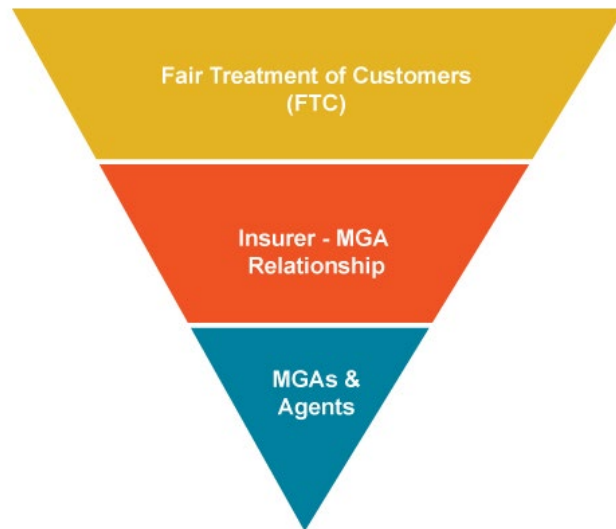 Fair Treatment of Customers
(FTC)
Insurer - MGA
Relationship
MGAs &
Agents